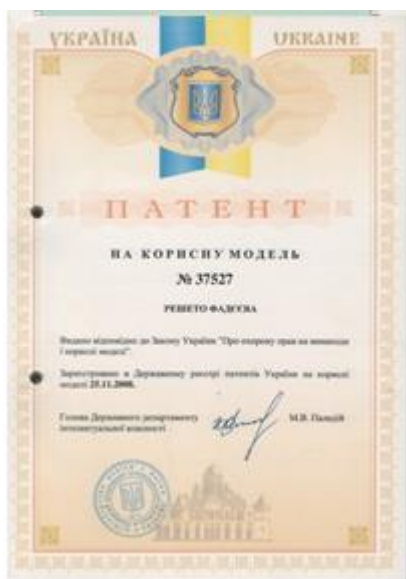 УКРАЇНА
UKRAINE
ПАТЕНТ
НА КОРИСНУ МОДЕЛЬ
№ 37527
РЕШЕТО ФАДЄЄВА
Видано відповідно до Закону України "Про охорону прав на винаходи
і корисні моделі".
Зареєстровано в Державному реєстрі патентів України на корисні
моделі 25.11.2008.
Голова Державного департаменту
інтелектуальної власності
М.В. Паладій